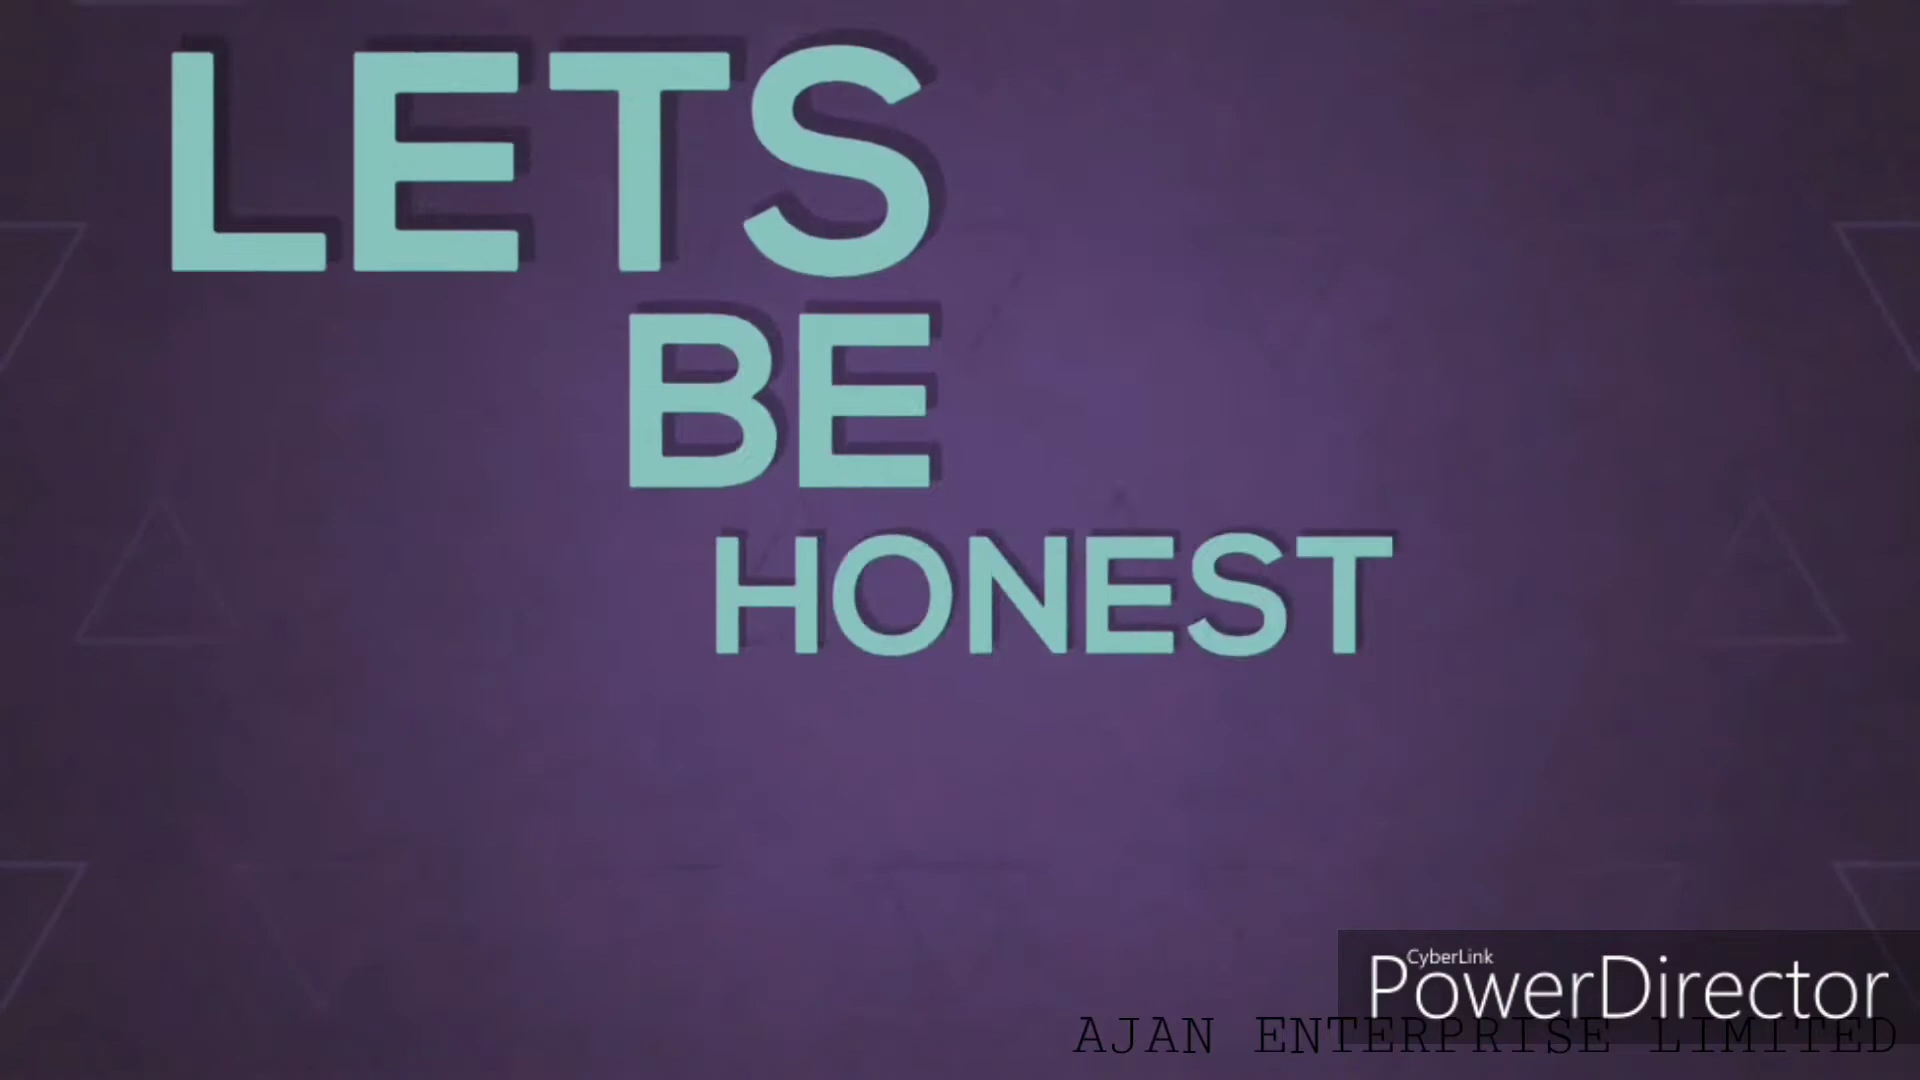 LETS
BE
HONEST
CyberLink
PowerDirector
AJAN ENTERPRISE LIMITED